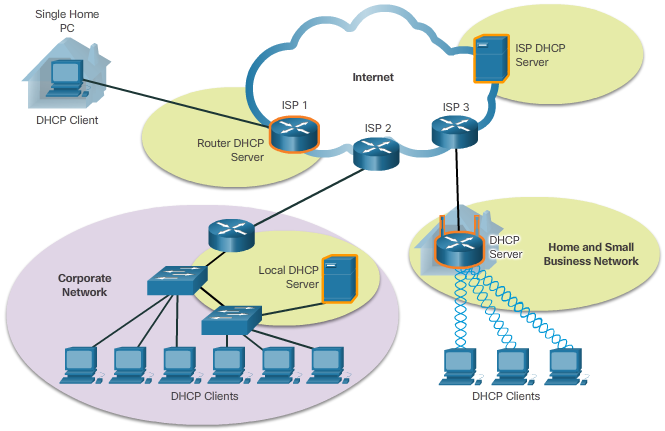 Single Home
PC
DHCP Client
Internet
ISP DHCP
Server
ISP 1
ISP 2
ISP 3
Router DHCP
Server
Corporate
Network
Local DHCP
Server
DHCP Clients
DHCP
Server
Home and Small
Business Network
DHCP Clients